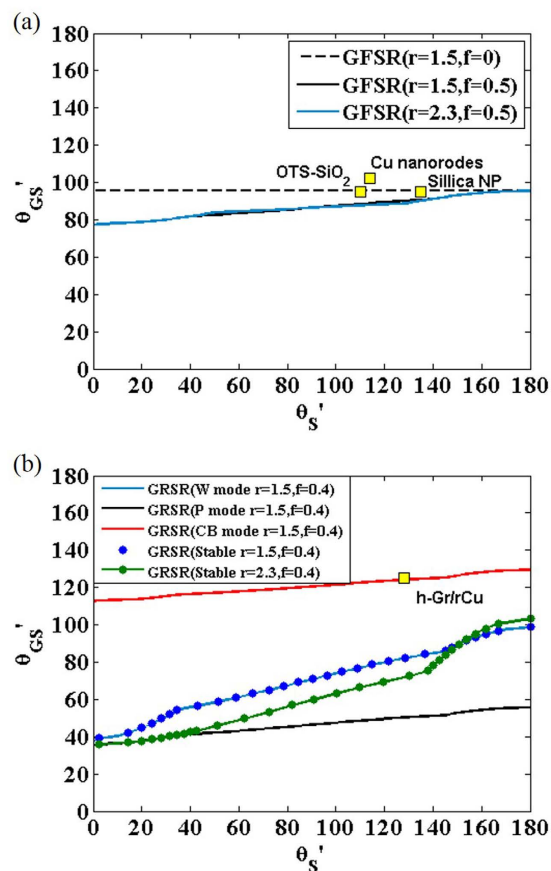 (a)
180
160
140
120
100
80
60
40
20
0
θGS'
GFSR(r=1.5,f=0)
GFSR(r=1.5,f=0.5)
GFSR(r=2.3,f=0.5)
OTS-SiO2
Cu nanorodes
Sillica NP
0 20 40 60 80 100 120 140 160 180
θS'
(b)
180
160
140
120
100
80
60
40
20
0
θGS'
GRSR(W mode r=1.5,f=0.4)
GRSR(P mode r=1.5,f=0.4)
GRSR(CB mode r=1.5,f=0.4)
GRSR(Stable r=1.5,f=0.4)
GRSR(Stable r=2.3,f=0.4)
h-Gr/rCu
0 20 40 60 80 100 120 140 160 180
θS'